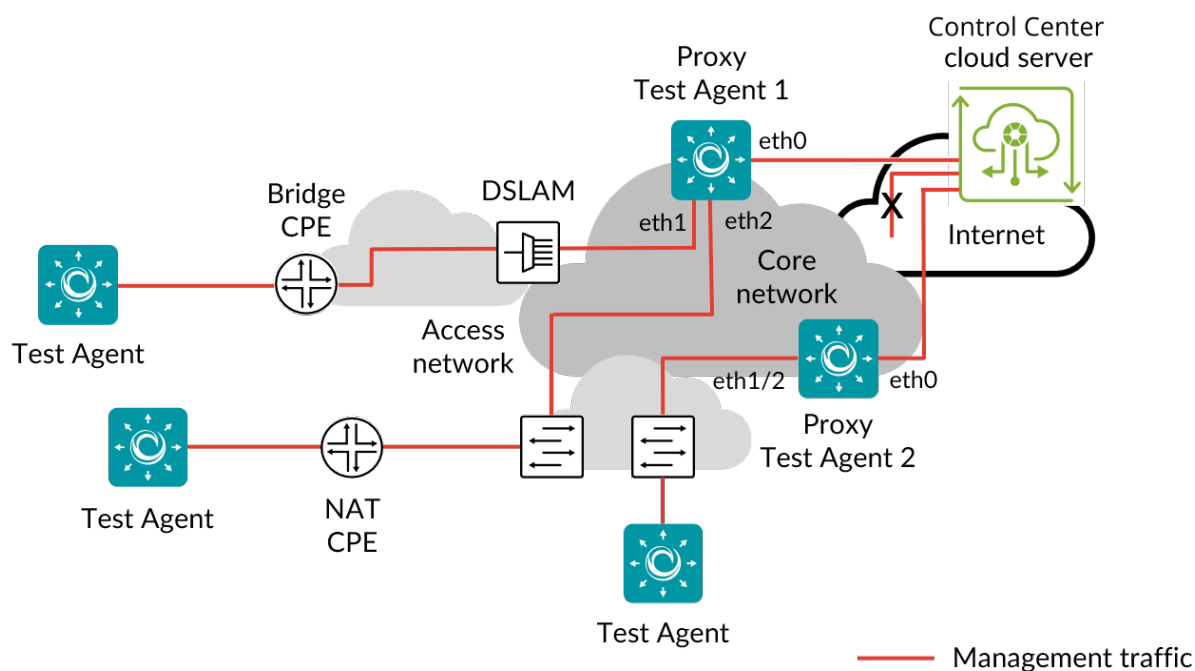 Control Center
cloud server
Proxy
Test Agent 1
eth0
Bridge
CPE
DSLAM
eth1
eth2
X
Internet
Core
network
Test Agent
Access
network
eth1/2
eth0
Proxy
Test Agent 2
Test Agent
NAT
CPE
Test Agent
Management traffic